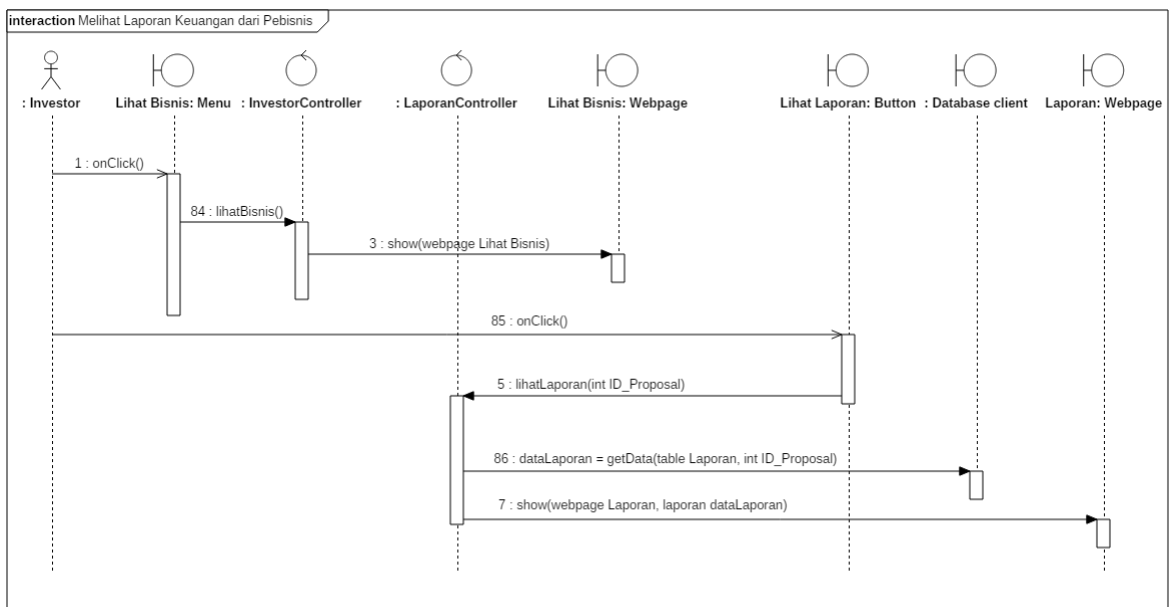 interaction Melihat Laporan Keuangan dari Pebisnis
: Investor
Lihat Bisnis: Menu
: InvestorController
: LaporanController
Lihat Bisnis: Webpage
Lihat Laporan: Button
: Database client
Laporan: Webpage
1 : onClick()
84 : lihatBisnis()
3 : show(webpage Lihat Bisnis)
85 : onClick()
5 : lihatLaporan(int ID_Proposal)
86 : dataLaporan = getData(table Laporan, int ID_Proposal)
7 : show(webpage Laporan, laporan dataLaporan)